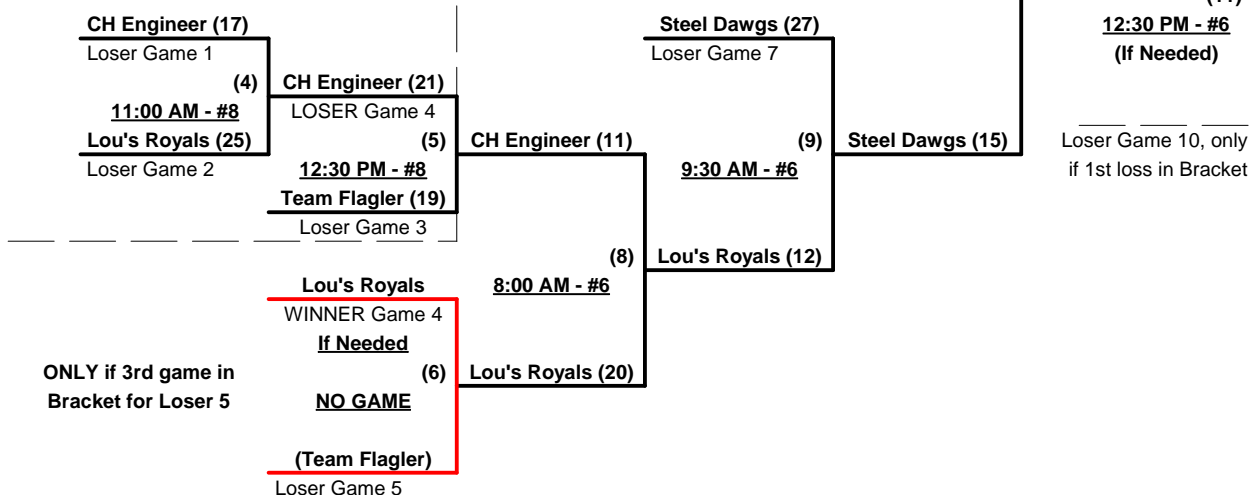 CH Engineer (17)
Loser Game 1
(4)
11:00 AM - #8
Lou's Royals (25)
Loser Game 2
CH Engineer (21)
LOSER Game 4
(5)
12:30 PM - #8
Team Flagler (19)
Loser Game 3
CH Engineer (11)
(8)
8:00 AM - #6
Lou's Royals
WINNER Game 4
If Needed
(6)
NO GAME
(Team Flagler)
Loser Game 5
ONLY if 3rd game in
Bracket for Loser 5
Lou's Royals (20)
Steel Dawgs (27)
Loser Game 7
(9)
9:30 AM - #6
Lou's Royals (12)
Steel Dawgs (15)
12:30 PM - #6
(If Needed)
Loser Game 10, only
if 1st loss in Bracket